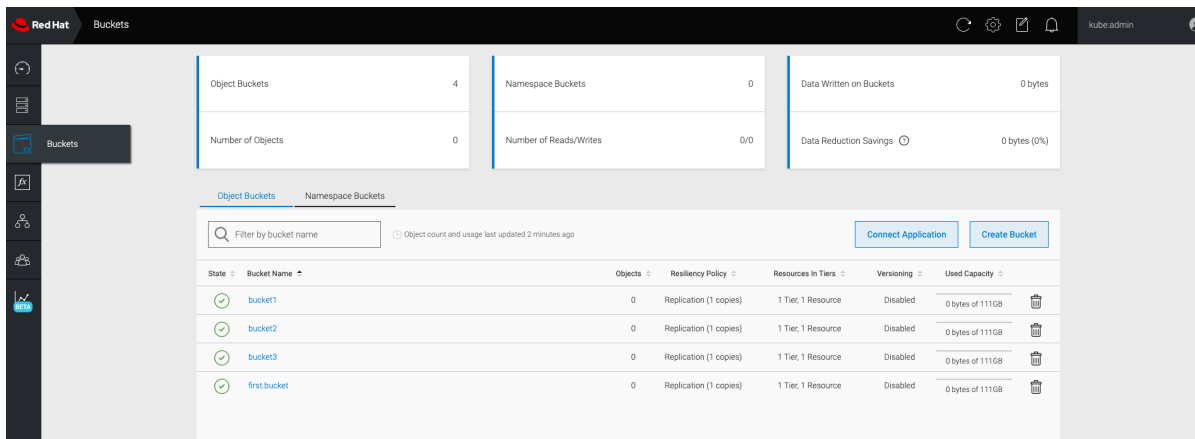 Red Hat Buckets kube:admin
Buckets
fx
BETA
Object Buckets 4
Number of Objects 0
Namespace Buckets 0
Number of Reads/Writes 0/0
Data Written on Buckets 0 bytes
Data Reduction Savings ? 0 bytes (0%)
Object Buckets Namespace Buckets
Filter by bucket name Object count and usage last updated 2 minutes ago Connect Application Create Bucket
State Bucket Name Objects Resiliency Policy Resources In Tiers Versioning Used Capacity
bucket1 0 Replication (1 copies) 1 Tier, 1 Resource Disabled 0 bytes of 111GB
bucket2 0 Replication (1 copies) 1 Tier, 1 Resource Disabled 0 bytes of 111GB
bucket3 0 Replication (1 copies) 1 Tier, 1 Resource Disabled 0 bytes of 111GB
first.bucket 0 Replication (1 copies) 1 Tier, 1 Resource Disabled 0 bytes of 111GB